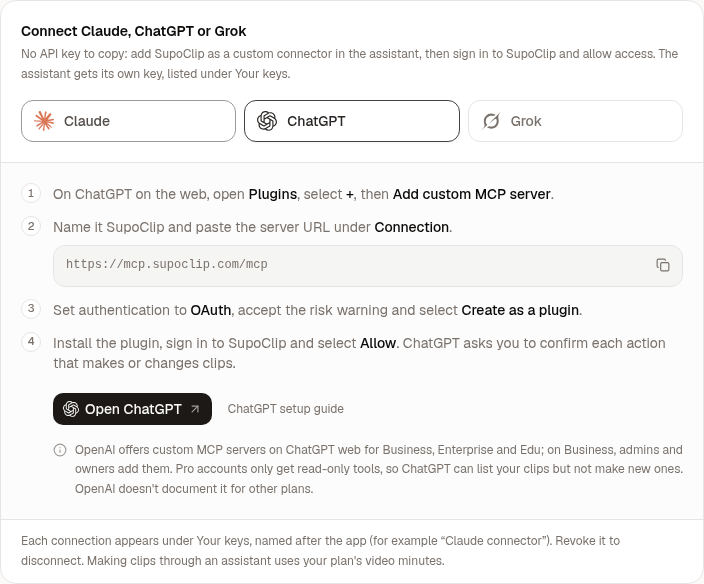 Connect Claude, ChatGPT or Grok
No API key to copy: add SupoClip as a custom connector in the assistant, then sign in to SupoClip and allow access. The
assistant gets its own key, listed under Your keys.
Claude
ChatGPT
Grok
1 On ChatGPT on the web, open Plugins, select +, then Add custom MCP server.
2 Name it SupoClip and paste the server URL under Connection.
https://mcp.supoclip.com/mcp
3 Set authentication to OAuth, accept the risk warning and select Create as a plugin.
4 Install the plugin, sign in to SupoClip and select Allow. ChatGPT asks you to confirm each action
that makes or changes clips.
Open ChatGPT
ChatGPT setup guide
OpenAI offers custom MCP servers on ChatGPT web for Business, Enterprise and Edu; on Business, admins and
owners add them. Pro accounts only get read-only tools, so ChatGPT can list your clips but not make new ones.
OpenAI doesn't document it for other plans.
Each connection appears under Your keys, named after the app (for example “Claude connector”). Revoke it to
disconnect. Making clips through an assistant uses your plan's video minutes.